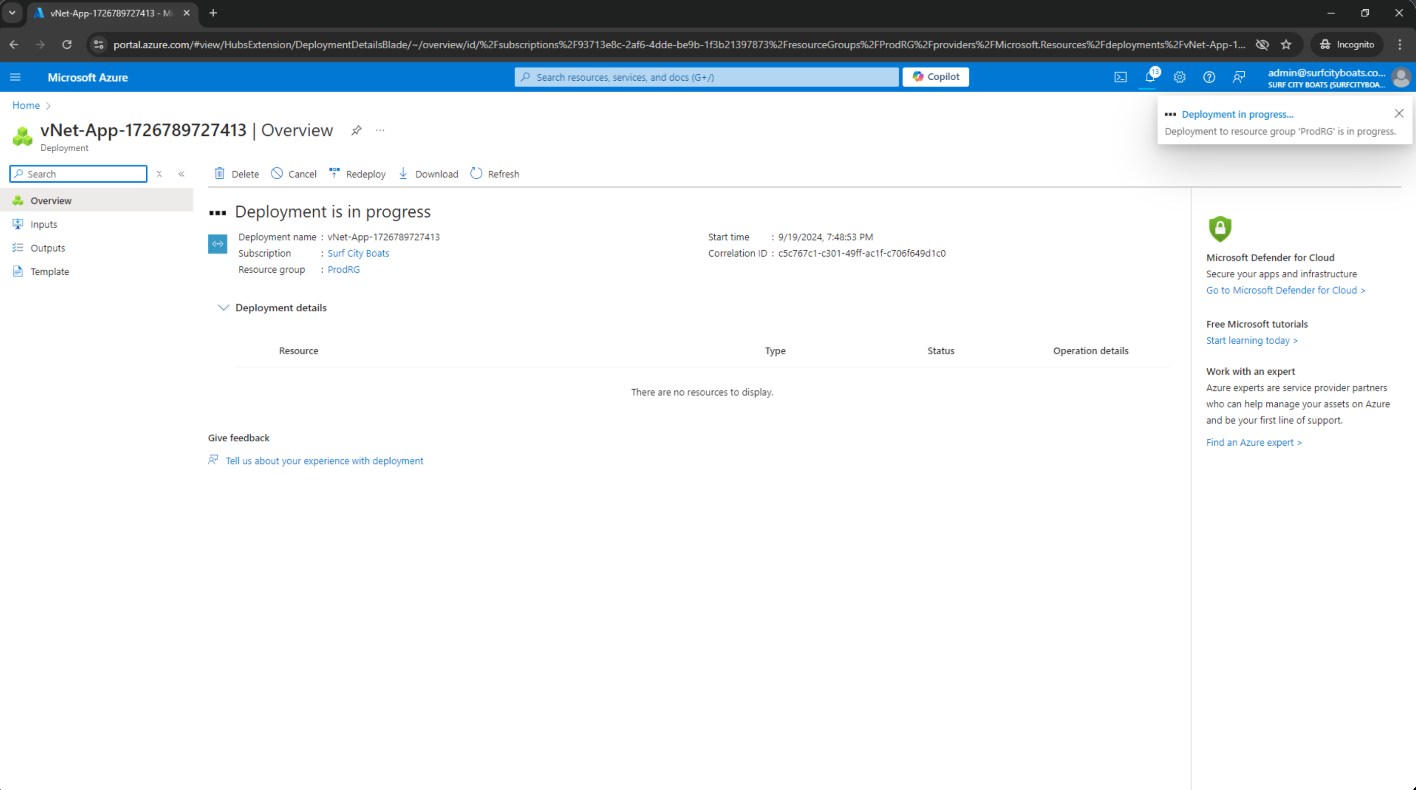 vNet-App-1726789727413 - Mi
portal.azure.com/#view/HubsExtension/DeploymentDetailsBlade/~/overview/id/%2Fsubscriptions%2F93713e8c-2af6-4dde-be9b-1f3b21397873%2FresourceGroups%2FProdRG%2Fproviders%2FMicrosoft.Resources%2Fdeployments%2FvNet-App-1...
Incognito
Microsoft Azure
Search resources, services, and docs (G+/)
Copilot
13
admin@surfcityboats.co...
SURF CITY BOATS (SURFCITYBOA...
Home
Deployment in progress...
Deployment to resource group 'ProdRG' is in progress.
vNet-App-1726789727413 | Overview
Deployment
Search
Delete
Cancel
Redeploy
Download
Refresh
Overview
Inputs
Outputs
Template
Deployment is in progress
Deployment name : vNet-App-1726789727413
Subscription : Surf City Boats
Resource group : ProdRG
Start time : 9/19/2024, 7:48:53 PM
Correlation ID : c5c767c1-c301-49ff-ac1f-c706f649d1c0
Deployment details
Resource Type Status Operation details
There are no resources to display.
Give feedback
Tell us about your experience with deployment
Microsoft Defender for Cloud
Secure your apps and infrastructure
Go to Microsoft Defender for Cloud >
Free Microsoft tutorials
Start learning today >
Work with an expert
Azure experts are service provider partners
who can help manage your assets on Azure
and be your first line of support.
Find an Azure expert >